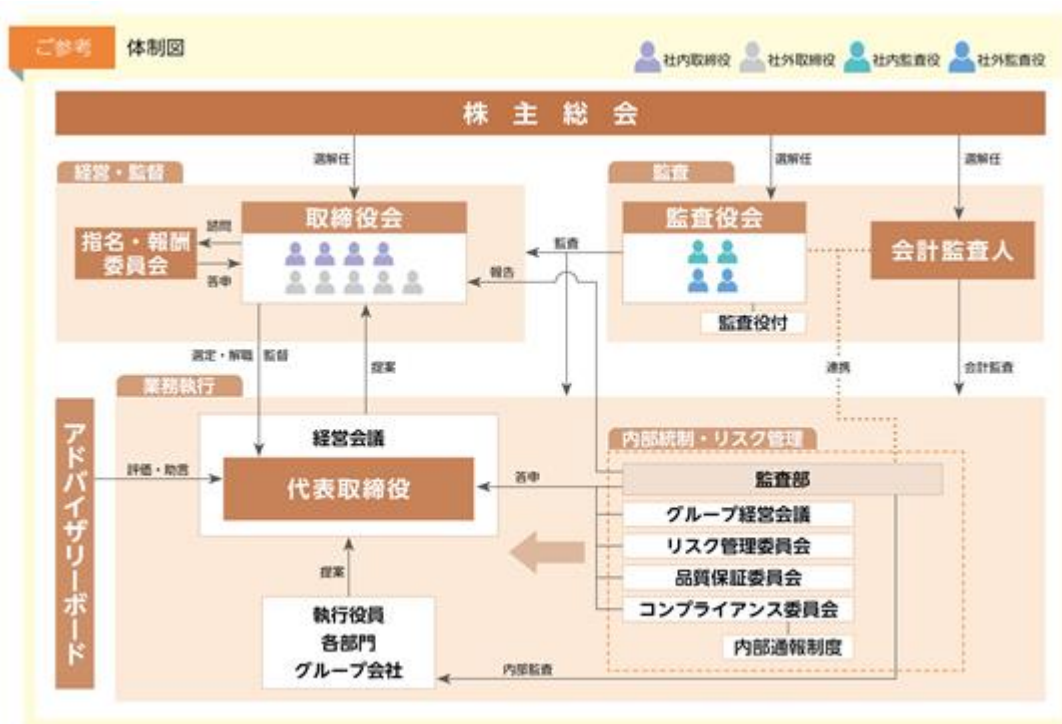 ご参考
体制図
社内取締役
社外取締役
社内監査役
社外監査役
株主総会
選解任
選解任
選解任
経営・監督
監査
取締役会
監査役会
会計監査人
指名・報酬
委員会
諮問
答申
監査
報告
監査役付
選定・解職
監督
提案
連携
会計監査
業務執行
アドバイザリーボード
経営会議
代表取締役
評価・助言
答申
内部統制・リスク管理
監査部
グループ経営会議
リスク管理委員会
品質保証委員会
コンプライアンス委員会
内部通報制度
提案
執行役員
各部門
グループ会社
内部監査